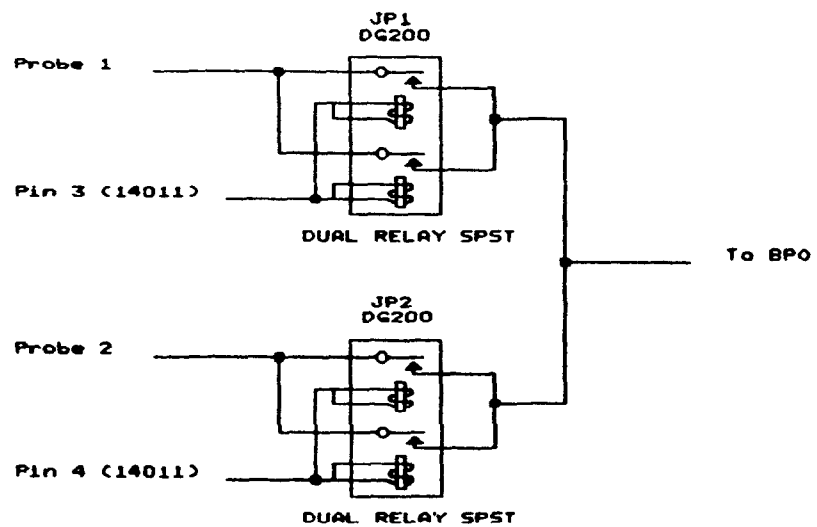 JP1
DG200
Probe 1
Pin 3 (14011)
DUAL RELAY SPST
To BPO
JP2
DG200
Probe 2
Pin 4 (14011)
DUAL RELAY SPST